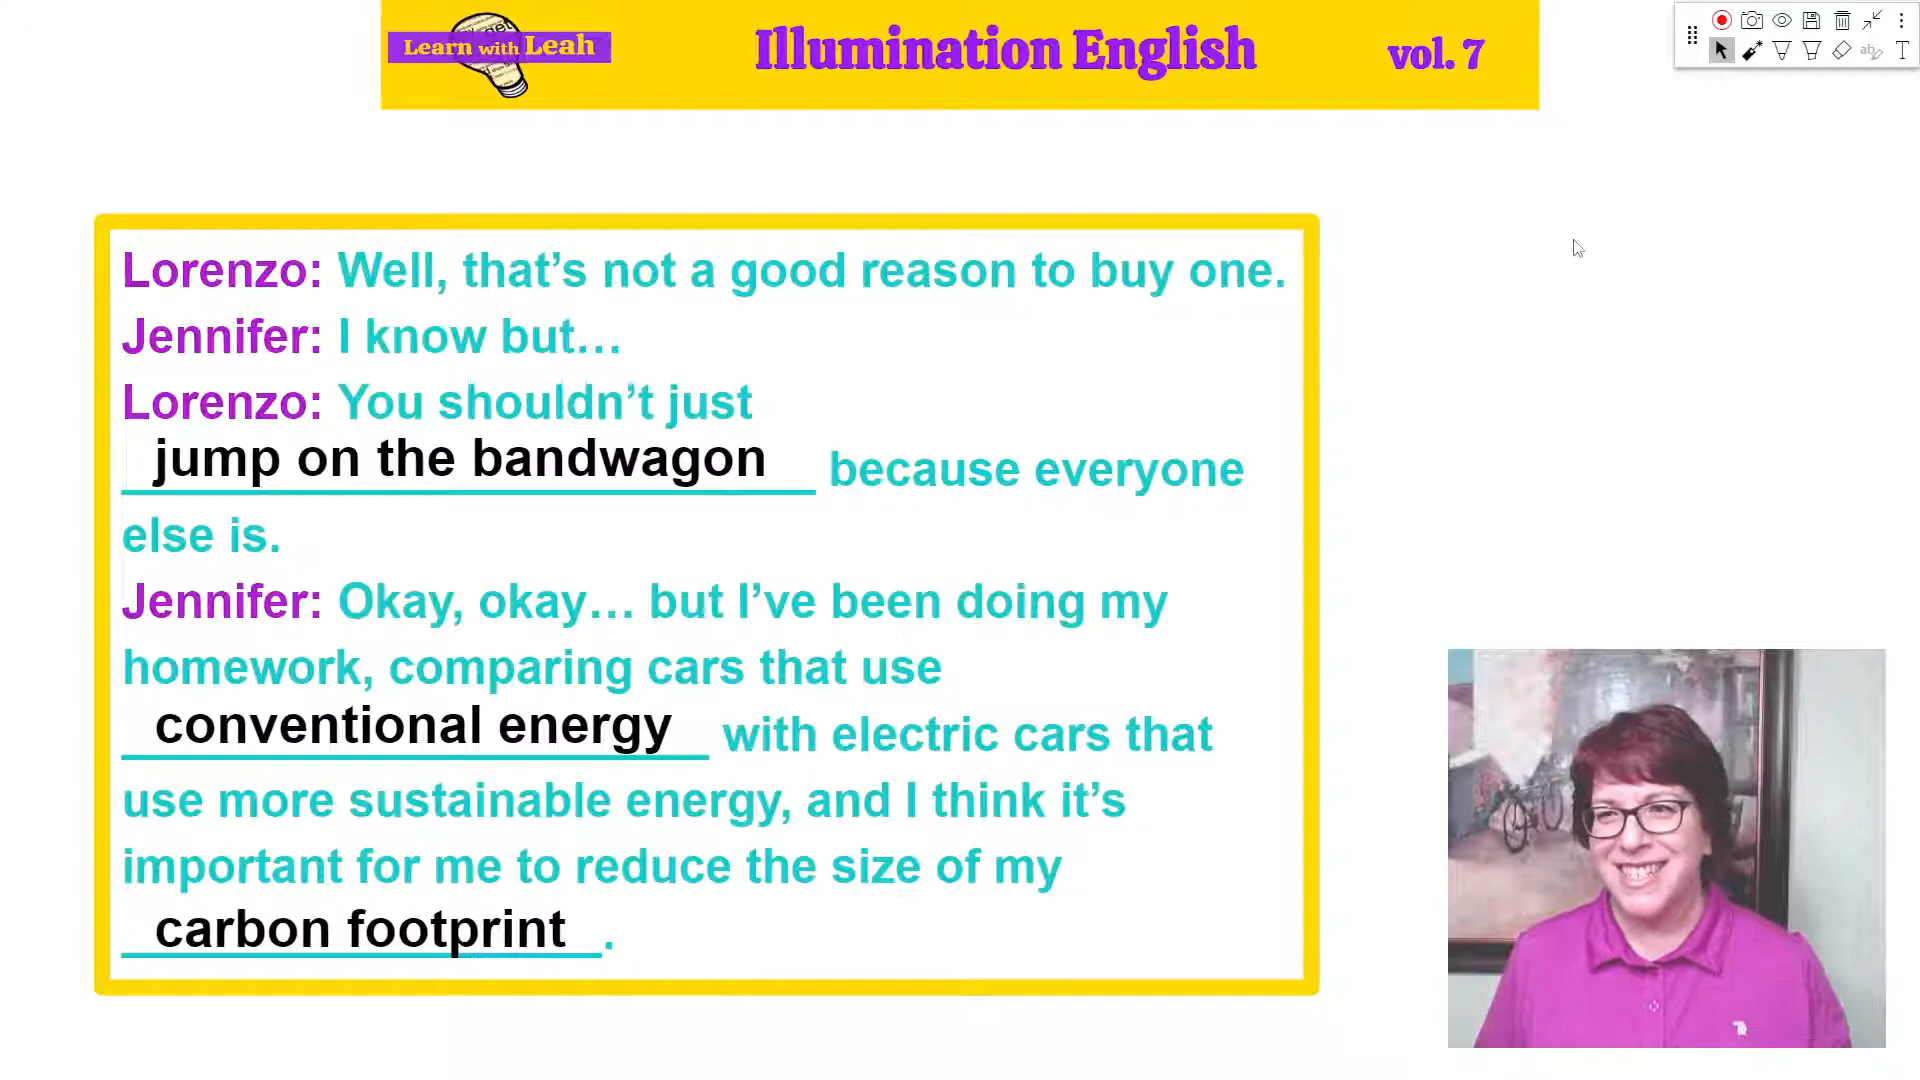 Learn with Leah
Illumination English
vol. 7
Lorenzo: Well, that’s not a good reason to buy one.
Jennifer: I know but…
Lorenzo: You shouldn’t just
jump on the bandwagon because everyone
else is.
Jennifer: Okay, okay… but I’ve been doing my
homework, comparing cars that use
conventional energy with electric cars that
use more sustainable energy, and I think it’s
important for me to reduce the size of my
carbon footprint.